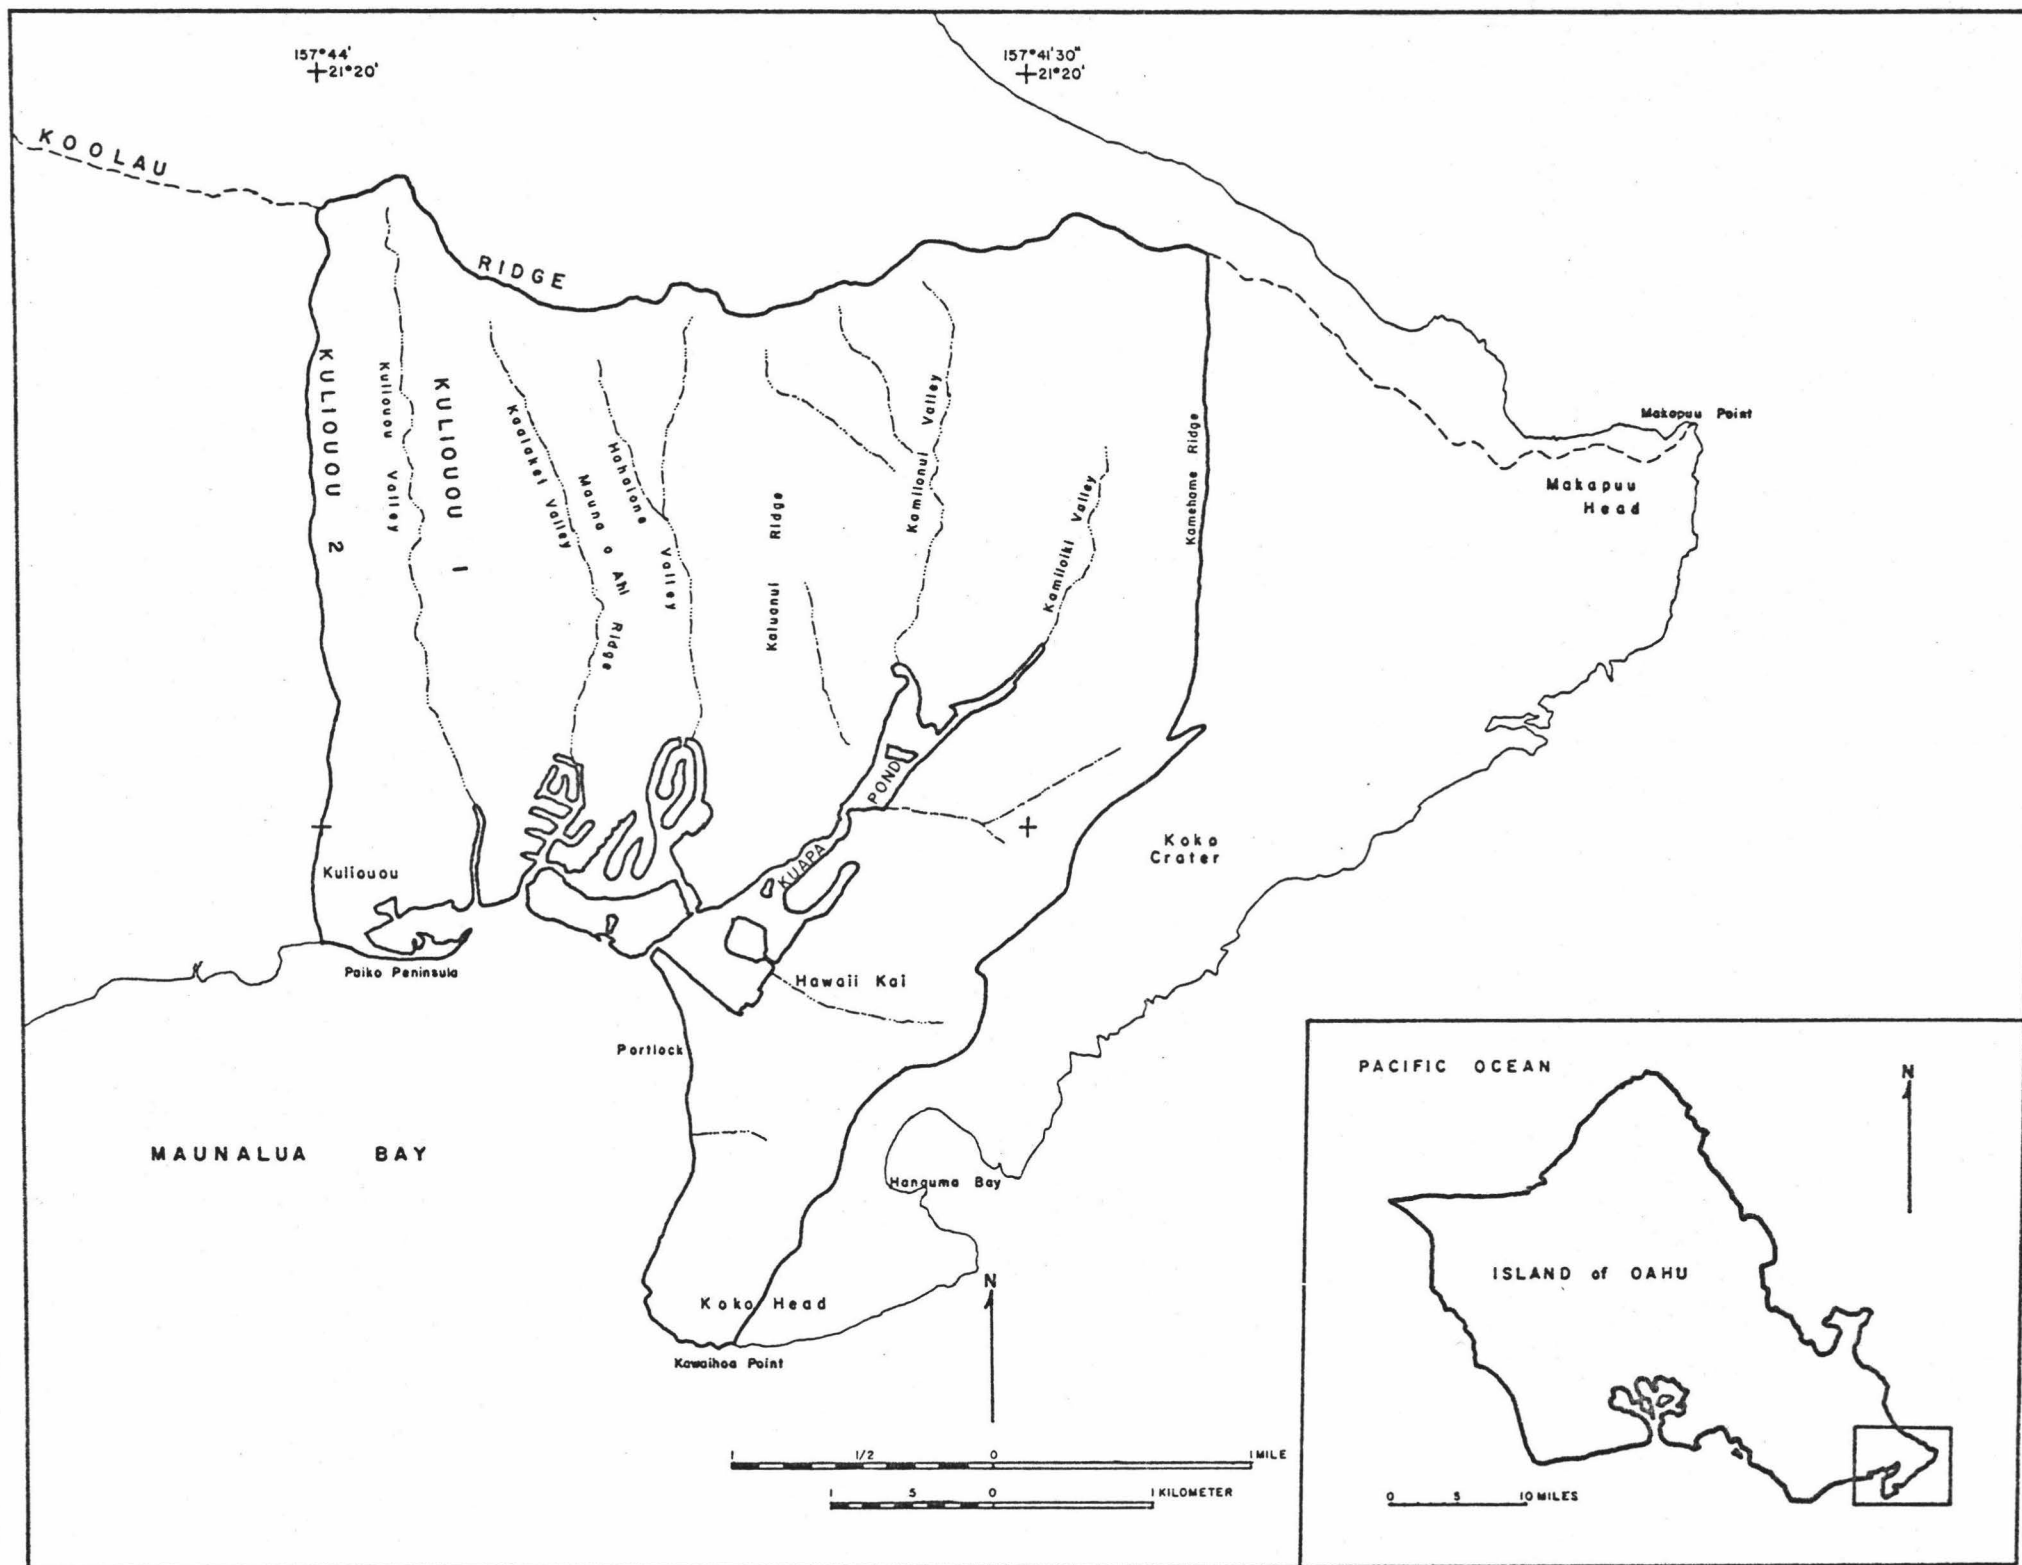 157°44'
21°20'
157°41'30"
21°20'
KOOLAU
RIDGE
KULIOUOU 2
Kuliouou Valley
KULIOUOU 1
Kaalakei Valley
Mauna o Ahi Ridge
Hahaione Valley
Kaluanui Ridge
Kamilonui Valley
Kamiloiki Valley
Kamehame Ridge
Makapuu Point
Makapuu
Head
Koko
Crater
KUAPA POND
Kuliouou
Paiko Peninsula
Hawaii Kai
Portlock
MAUNALUA BAY
Hanauma Bay
Koko Head
Kawaihoa Point
N
1 1/2 0 1 MILE
1 5 0 1 KILOMETER
PACIFIC OCEAN
N
ISLAND of OAHU
0 5 10 MILES